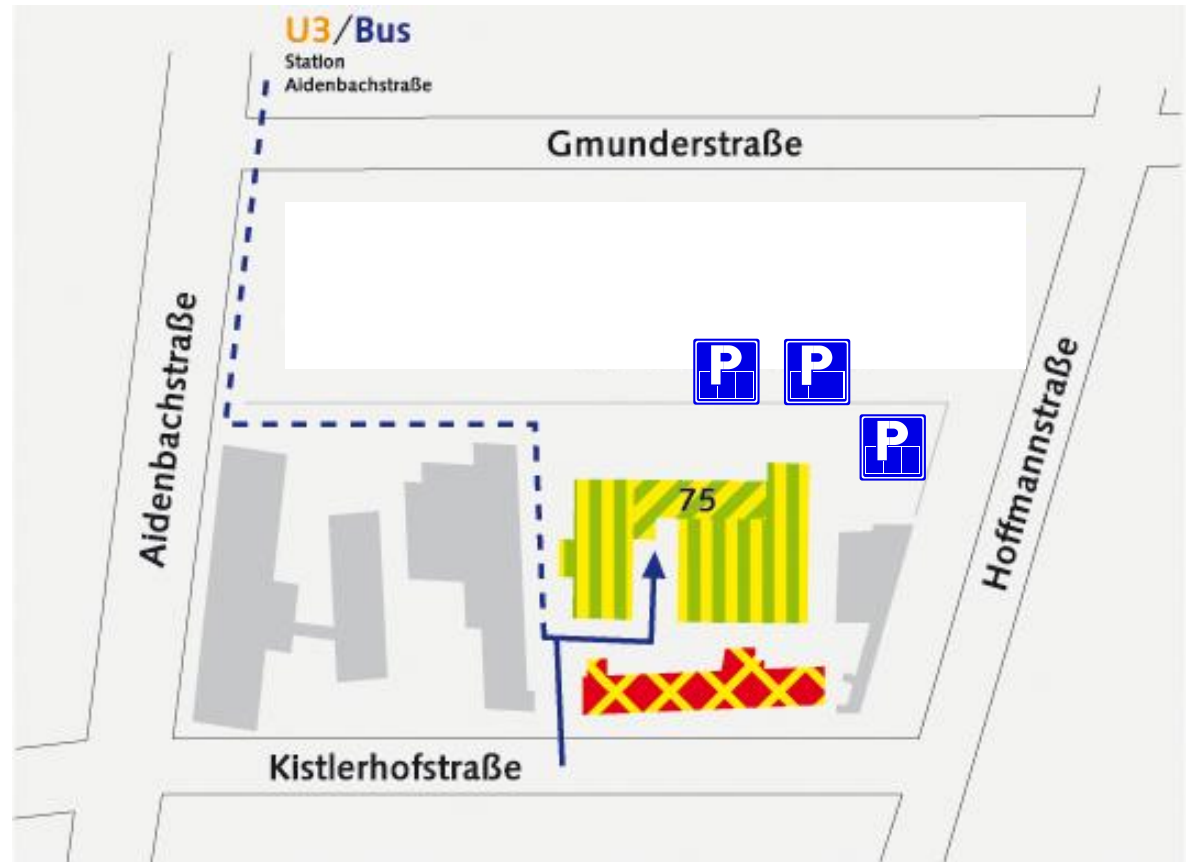 U3/Bus
Station
Aidenbachstraße
Gmunderstraße
Aidenbachstraße
P
P
Hoffmannstraße
P
75
Kistlerhofstraße